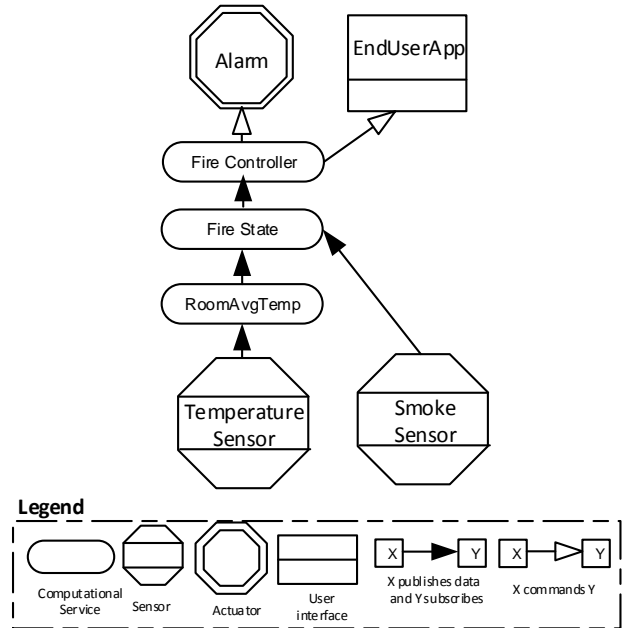 Alarm
EndUserApp
Fire Controller
Fire State
RoomAvgTemp
Temperature
Sensor
Smoke
Sensor
Legend
X
Y
X
Y
Computational
Service
Sensor
Actuator
User
interface
X publishes data
and Y subscribes
X commands Y